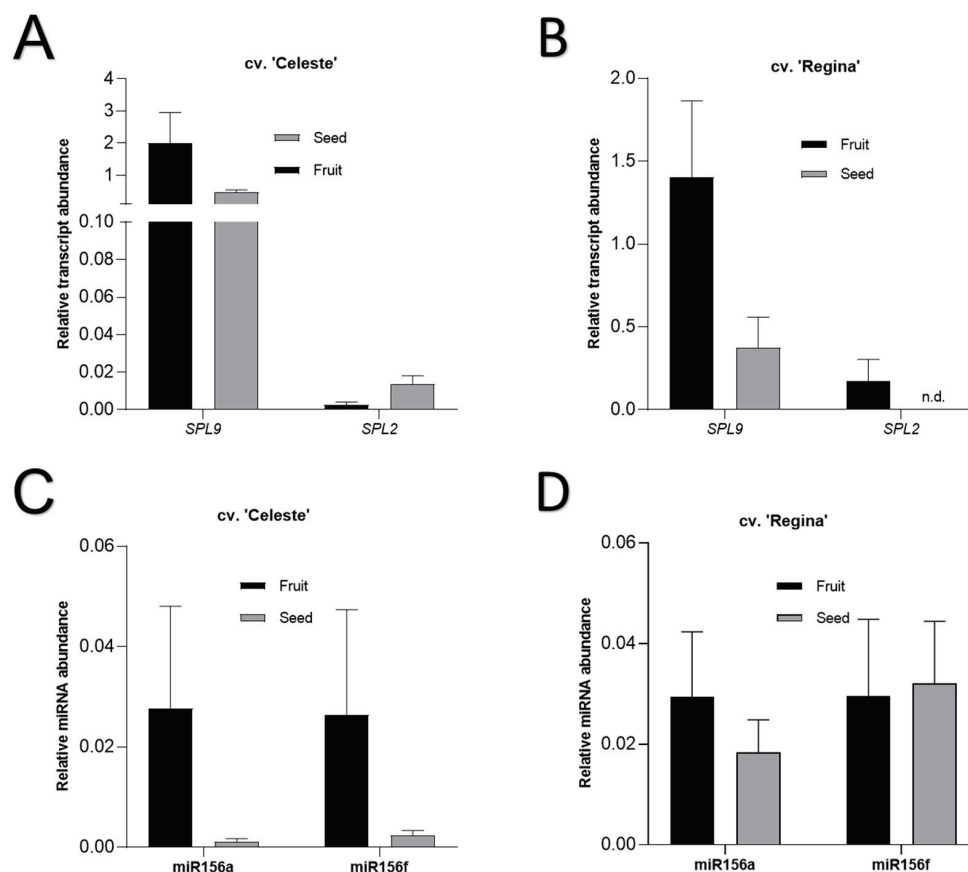 A
cv. 'Celeste'
Relative transcript abundance
4
3
2
1
0.10
0.08
0.06
0.04
0.02
0.00
Seed
Fruit
SPL9
SPL2
B
cv. 'Regina'
Relative transcript abundance
2.0
1.5
1.0
0.5
0.0
Fruit
Seed
n.d.
SPL9
SPL2
C
cv. 'Celeste'
Relative miRNA abundance
0.06
0.04
0.02
0.00
Fruit
Seed
miR156a
miR156f
D
cv. 'Regina'
Relative miRNA abundance
0.06
0.04
0.02
0.00
Fruit
Seed
miR156a
miR156f